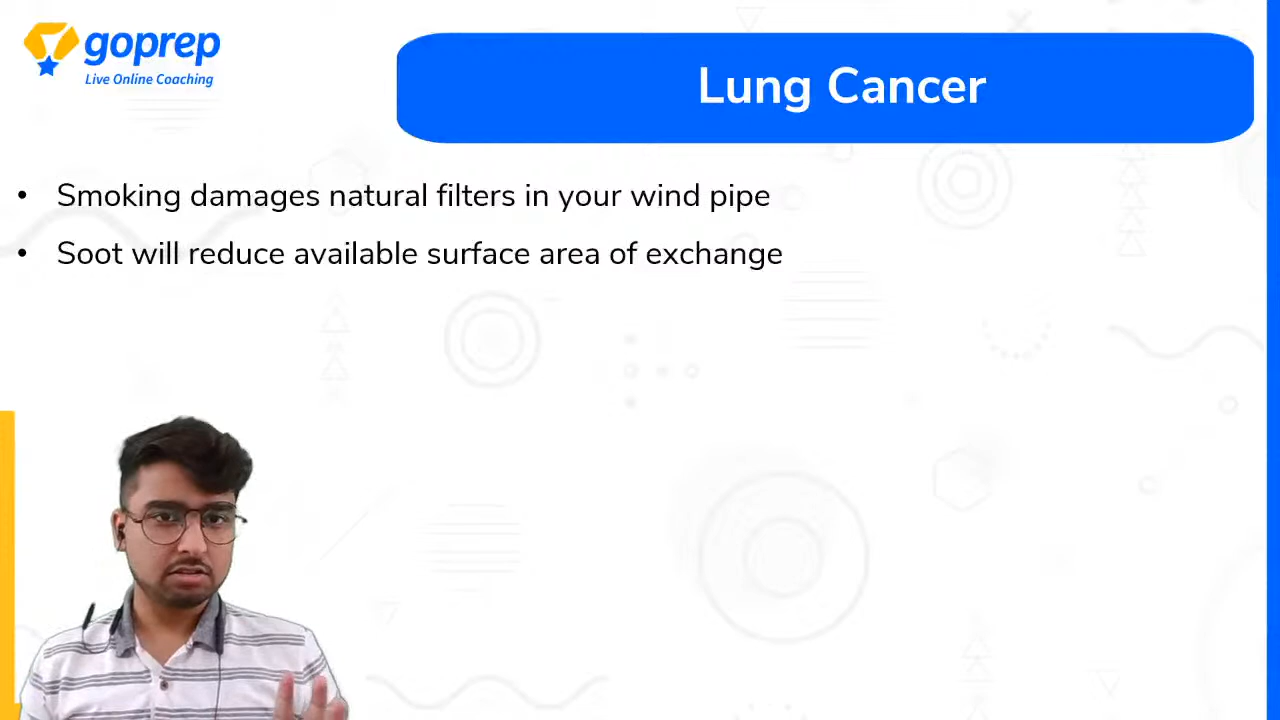 goprep
Live Online Coaching
Lung Cancer
• Smoking damages natural filters in your wind pipe
• Soot will reduce available surface area of exchange